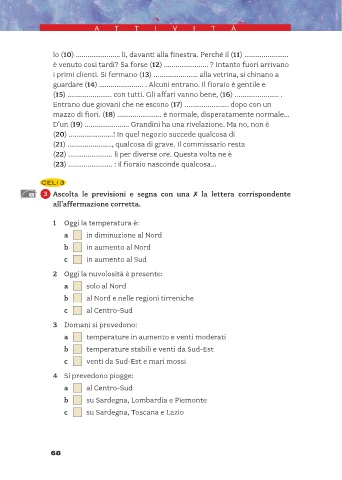 ATTIVITÀ
lo (10) ...................... lì, davanti alla finestra. Perché il (11) ......................
è venuto così tardi? Sa forse (12) ...................... ? Intanto fuori arrivano
i primi clienti. Si fermano (13) ...................... alla vetrina, si chinano a
guardare (14) ...................... . Alcuni entrano. Il fioraio è gentile e
(15) ...................... con tutti. Gli affari vanno bene, (16) ...................... .
Entrano due giovani che ne escono (17) ...................... dopo con un
mazzo di fiori. (18) ...................... è normale, disperatamente normale...
D'un (19) ...................... Grandini ha una rivelazione. Ma no, non è
(20) ......................! In quel negozio succede qualcosa di
(21) ......................, qualcosa di grave. Il commissario resta
(22) ...................... lì per diverse ore. Questa volta ne è
(23) ...................... : il fioraio nasconde qualcosa...
CELI 3
3 Ascolta le previsioni e segna con una ✗ la lettera corrispondente
all'affermazione corretta.
1 Oggi la temperatura è:
a in diminuzione al Nord
b in aumento al Nord
c in aumento al Sud
2 Oggi la nuvolosità è presente:
a solo al Nord
b al Nord e nelle regioni tirreniche
c al Centro-Sud
3 Domani si prevedono:
a temperature in aumento e venti moderati
b temperature stabili e venti da Sud-Est
c venti da Sud-Est e mari mossi
4 Si prevedono piogge:
a al Centro-Sud
b su Sardegna, Lombardia e Piemonte
c su Sardegna, Toscana e Lazio
68